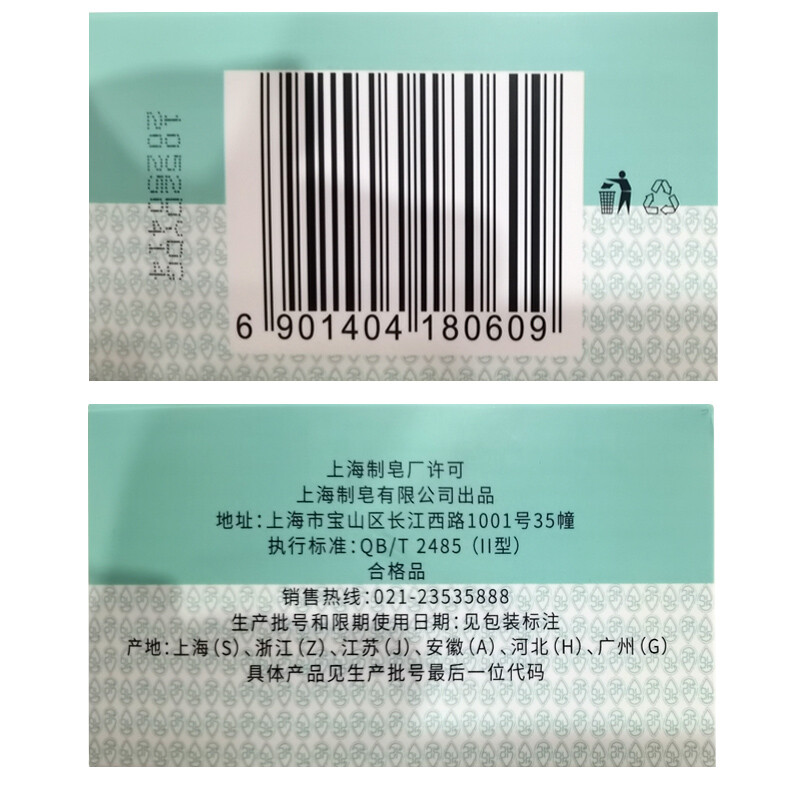 20250414
6 901404 180609
上海制皂厂许可
上海制皂有限公司出品
地址:上海市宝山区长江西路1001号35幢
执行标准:QB/T 2485 (II型)
合格品
销售热线:021-23535888
生产批号和限期使用日期:见包装标注
产地:上海(S)、浙江(Z)、江苏(J)、安徽(A)、河北(H)、广州(G)
具体产品见生产批号最后一位代码